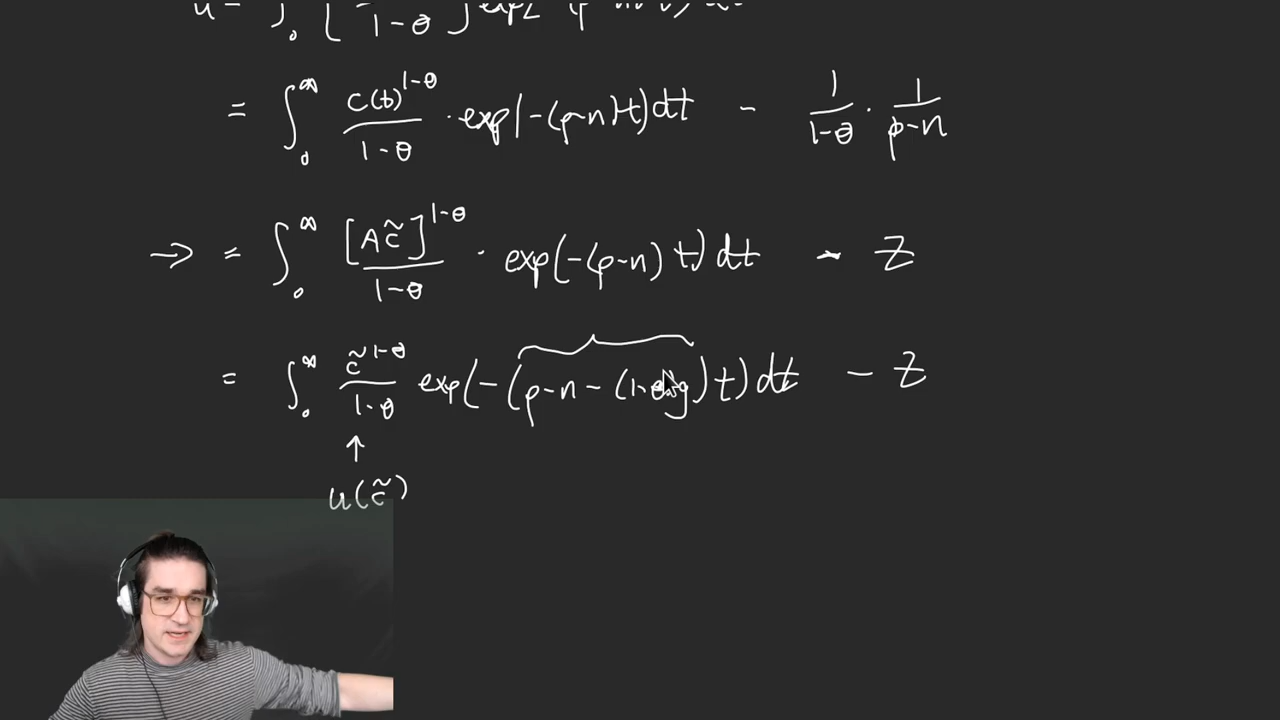 = ∫₀^∞ c(t)^{1-θ} / 1-θ · exp(-(ρ-n)t) dt - 1/1-θ · 1/ρ-n
→ = ∫₀^∞ [Ac̃]^{1-θ} / 1-θ · exp(-(ρ-n)t) dt - Z
= ∫₀^∞ c̃^{1-θ} / 1-θ exp(-(ρ-n-(1-θ)g)t) dt - Z
↑
u(c̃)